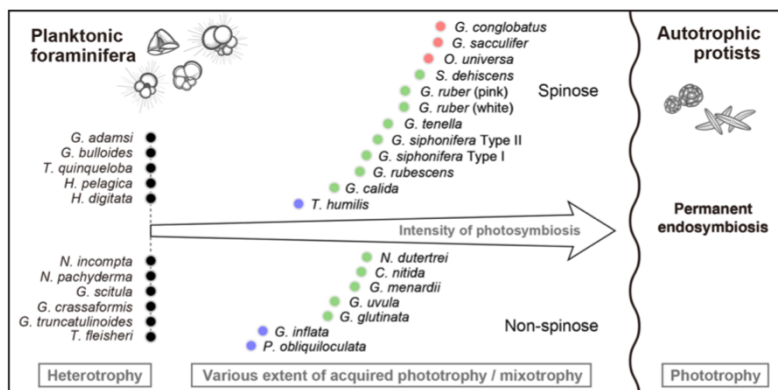 Planktonic
foraminifera
G. adamsi
G. bulloides
T. quinqueloba
H. pelagica
H. digitata
N. incompta
N. pachyderma
G. scitula
G. crassaformis
G. truncatulinoides
T. fleisheri
Heterotrophy
G. conglobatus
G. sacculifer
O. universa
S. dehiscens
G. ruber (pink)
G. ruber (white)
G. tenella
G. siphonifera Type II
G. siphonifera Type I
G. rubescens
G. calida
T. humilis
Spinose
Intensity of photosymbiosis
N. dutertrei
C. nitida
G. menardii
G. uvula
G. glutinata
G. inflata
P. obliquiloculata
Non-spinose
Various extent of acquired phototrophy / mixotrophy
Autotrophic
protists
Permanent
endosymbiosis
Phototrophy